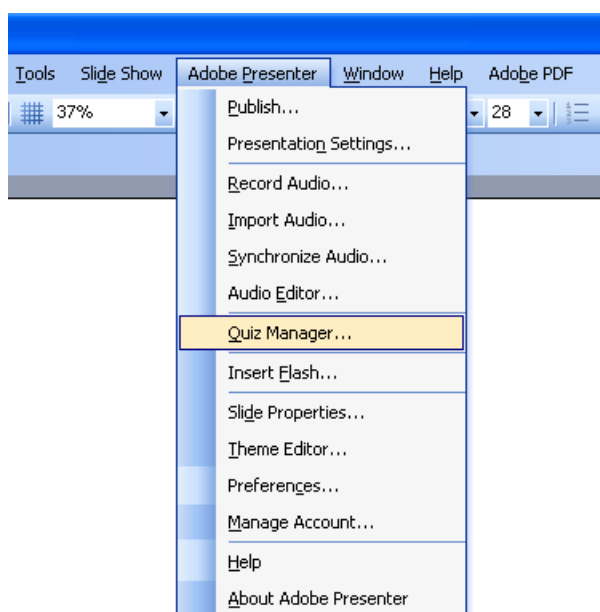 Tools Slide Show Adobe Presenter Window Help Adobe PDF
37% 28
Publish...
Presentation Settings...
Record Audio...
Import Audio...
Synchronize Audio...
Audio Editor...
Quiz Manager...
Insert Flash...
Slide Properties...
Theme Editor...
Preferences...
Manage Account...
Help
About Adobe Presenter